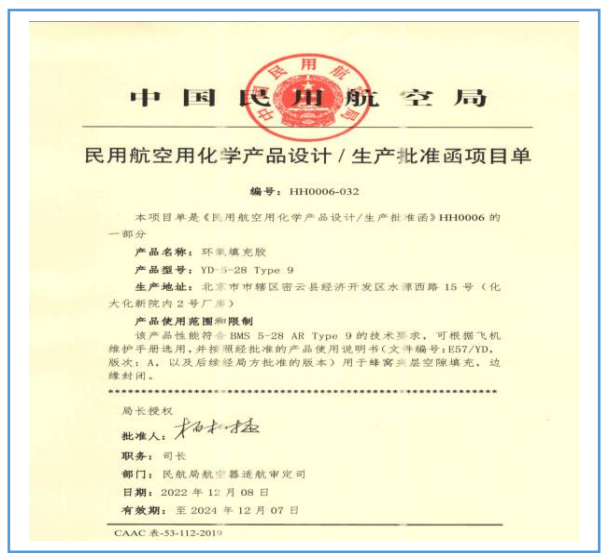 中国民用航空局
民用航空用化学产品设计/生产批准函项目单
编号：HH0006-032
本项目单是《民用航空用化学产品设计/生产批准函》HH0006 的
一部分
产品名称：环氧填充胶
产品型号：YD-5-28 Type 9
生产地址：北京市市辖区密云县经济开发区水源西路 15 号（化
大化新院内 2 号厂房）
产品使用范围和限制
该产品性能符合 BMS 5-28 AR Type 9 的技术要求，可根据飞机
维护手册选用，并按照经批准的产品使用说明书（文件编号：E57/YD，
版次：A，以及后续经局方批准的版本）用于蜂窝夹层空隙填充，边
缘封闭。
************************************************
局长授权
批准人：
职务：司长
部门：民航局航空器适航审定司
日期：2022 年 12 月 08 日
有效期：至 2024 年 12 月 07 日
CAAC 表-53-112-2019